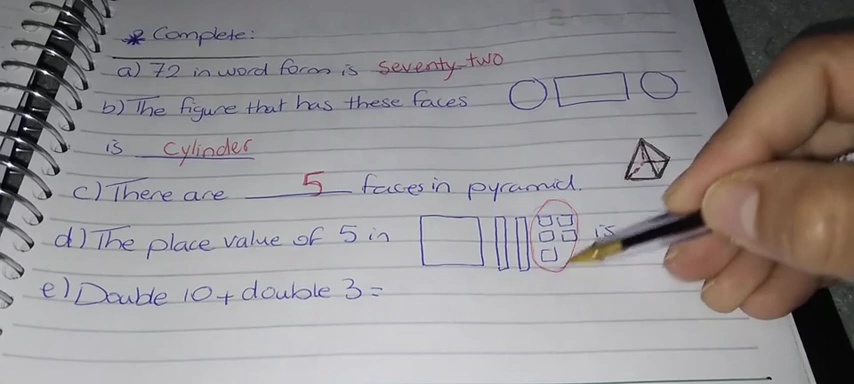 * Complete:
a) 72 in word form is seventy-two
b) The figure that has these faces
is cylinder
c) There are 5 faces in pyramid.
d) The place value of 5 in is
e) Double 10 + double 3 =